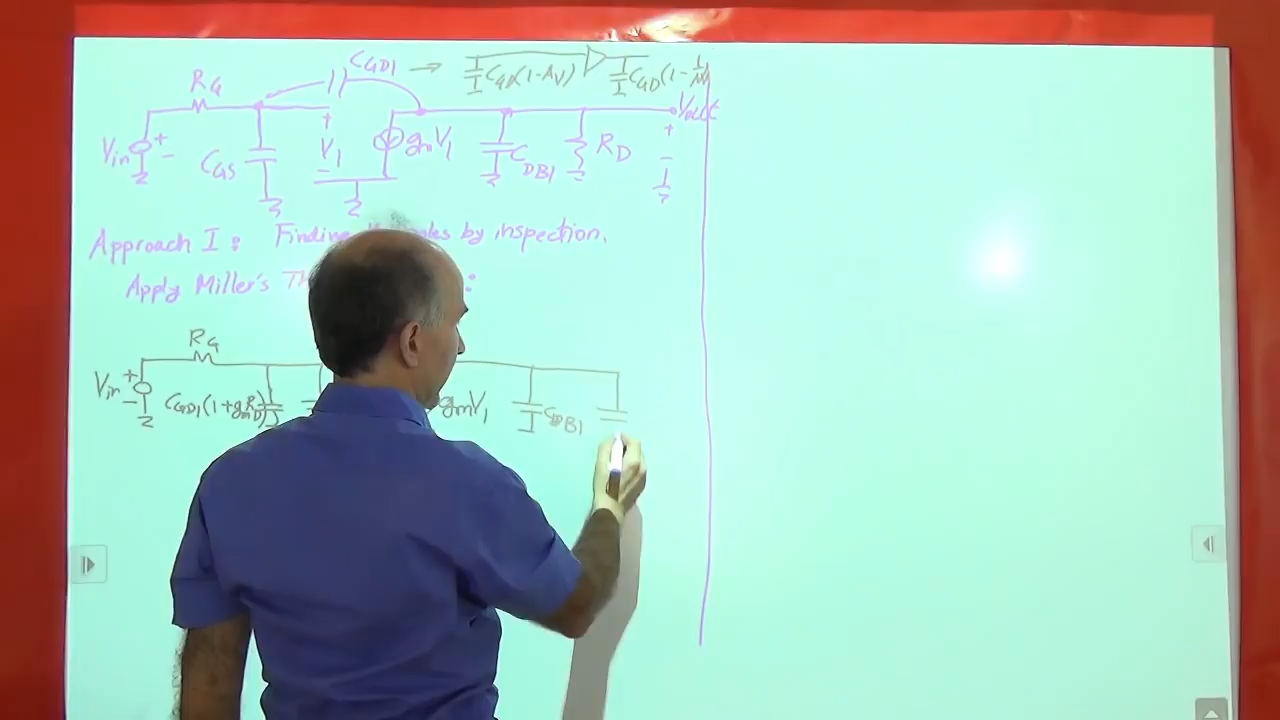 CGD1 → CGD(1-AV) CGD(1-1/AV)
RG
Vin + - CGS + V1 - gmV1 CDB1 RD Vout + -
Approach I: Finding by inspection.
Apply Miller's :
RG
Vin + - CGD1(1+gmRD) gmV1 CDB1